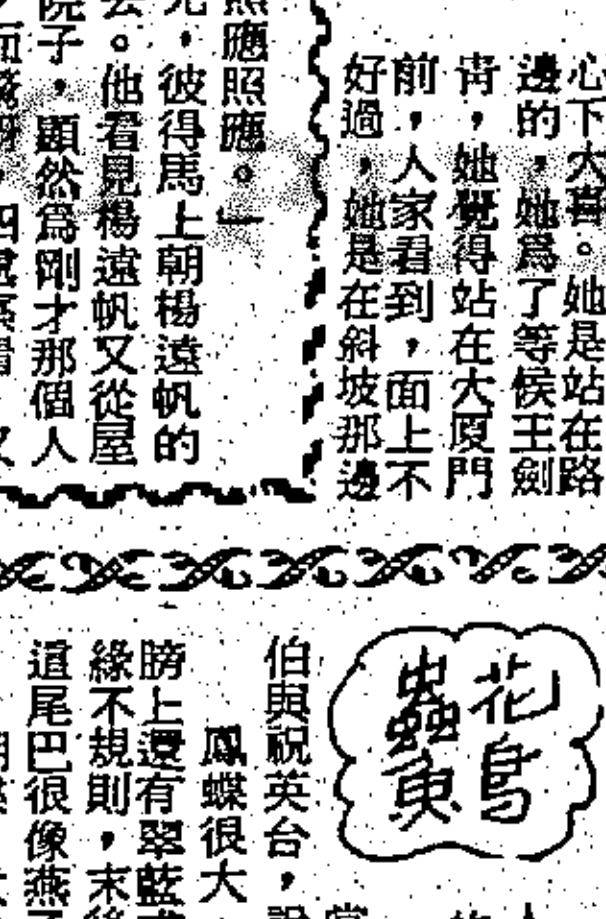 心下大喜。她是站在路
邊的，她爲了等候王劍
靑，她覺得站在大厦門
前，人家看到，面上不
好過，她是在斜坡那邊
照應照應。」
，彼得馬上朝楊遠帆的
去。他看見楊遠帆又從屋
院子，顯然爲剛才那個人
花鳥
蟲魚
伯與祝英台，
鳳蝶很大
膀上還有翠藍
緣不規則，末
這尾巴很像燕